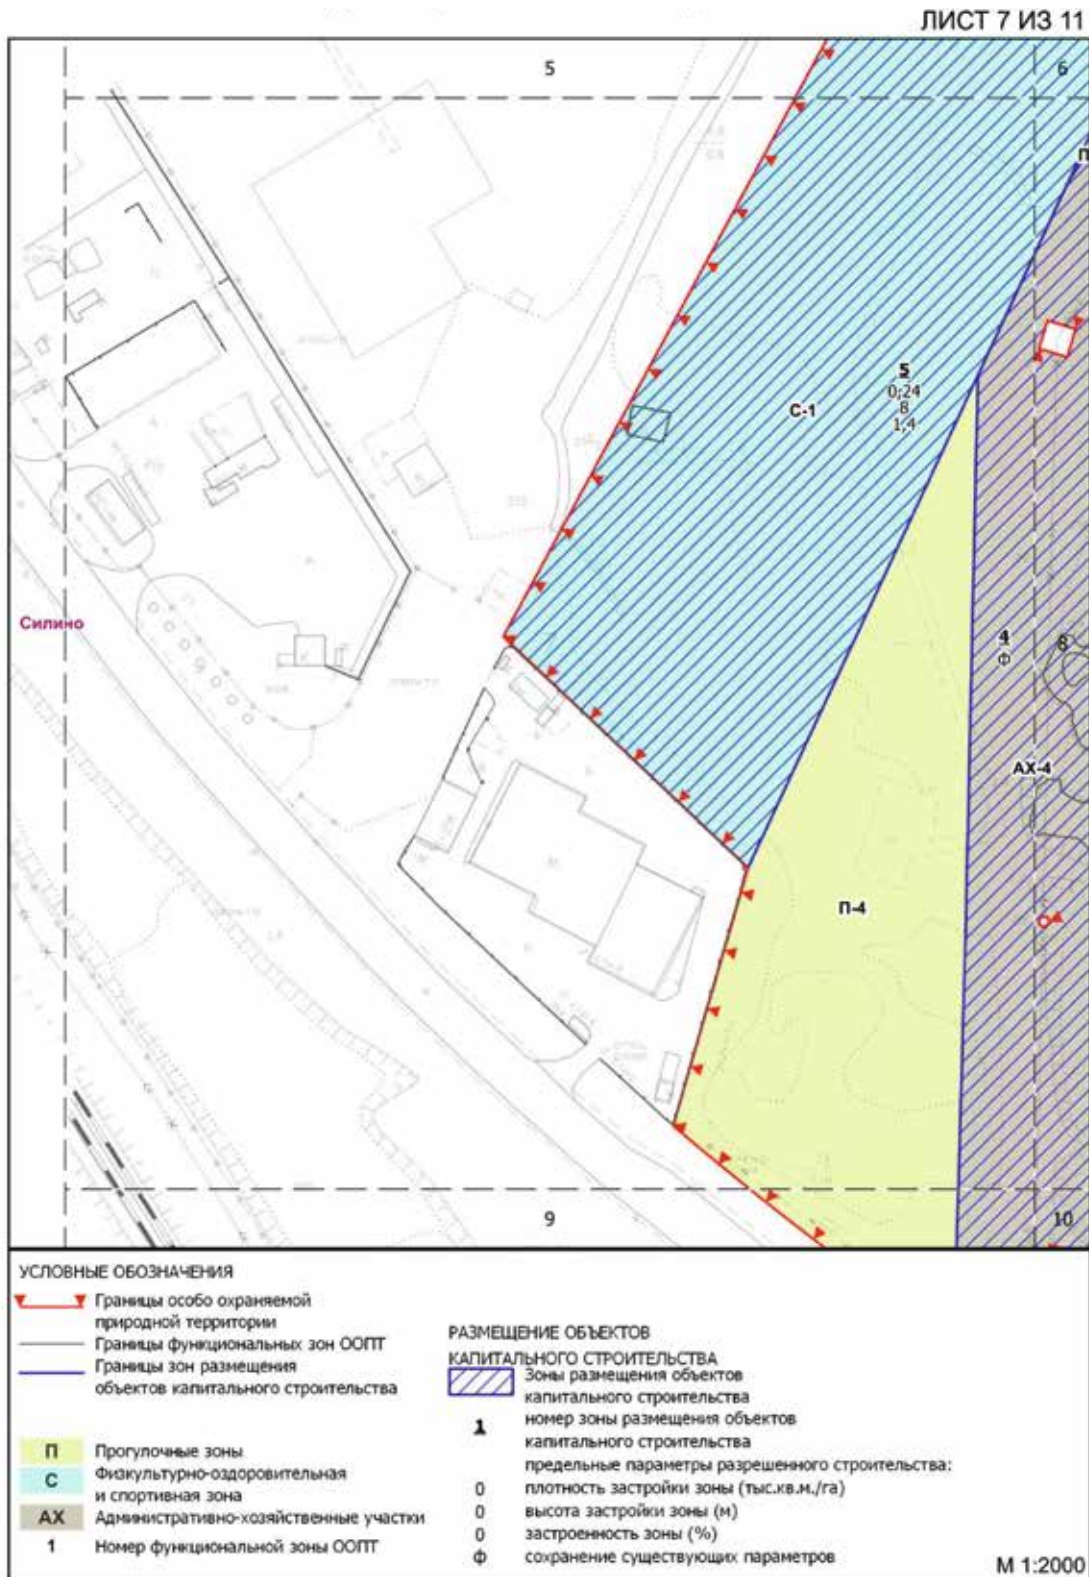 ЛИСТ 7 ИЗ 11
5
6
П
5
0,24
8
1,4
С-1
Силино
4
ф
8
АХ-4
П-4
9
10
УСЛОВНЫЕ ОБОЗНАЧЕНИЯ
Границы особо охраняемой
природной территории
Границы функциональных зон ООПТ
Границы зон размещения
объектов капитального строительства
П Прогулочные зоны
С Физкультурно-оздоровительная
и спортивная зона
АХ Административно-хозяйственные участки
1 Номер функциональной зоны ООПТ
РАЗМЕЩЕНИЕ ОБЪЕКТОВ
КАПИТАЛЬНОГО СТРОИТЕЛЬСТВА
Зоны размещения объектов
капитального строительства
1 номер зоны размещения объектов
капитального строительства
предельные параметры разрешенного строительства:
0 плотность застройки зоны (тыс.кв.м./га)
0 высота застройки зоны (м)
0 застроенность зоны (%)
ф сохранение существующих параметров
М 1:2000